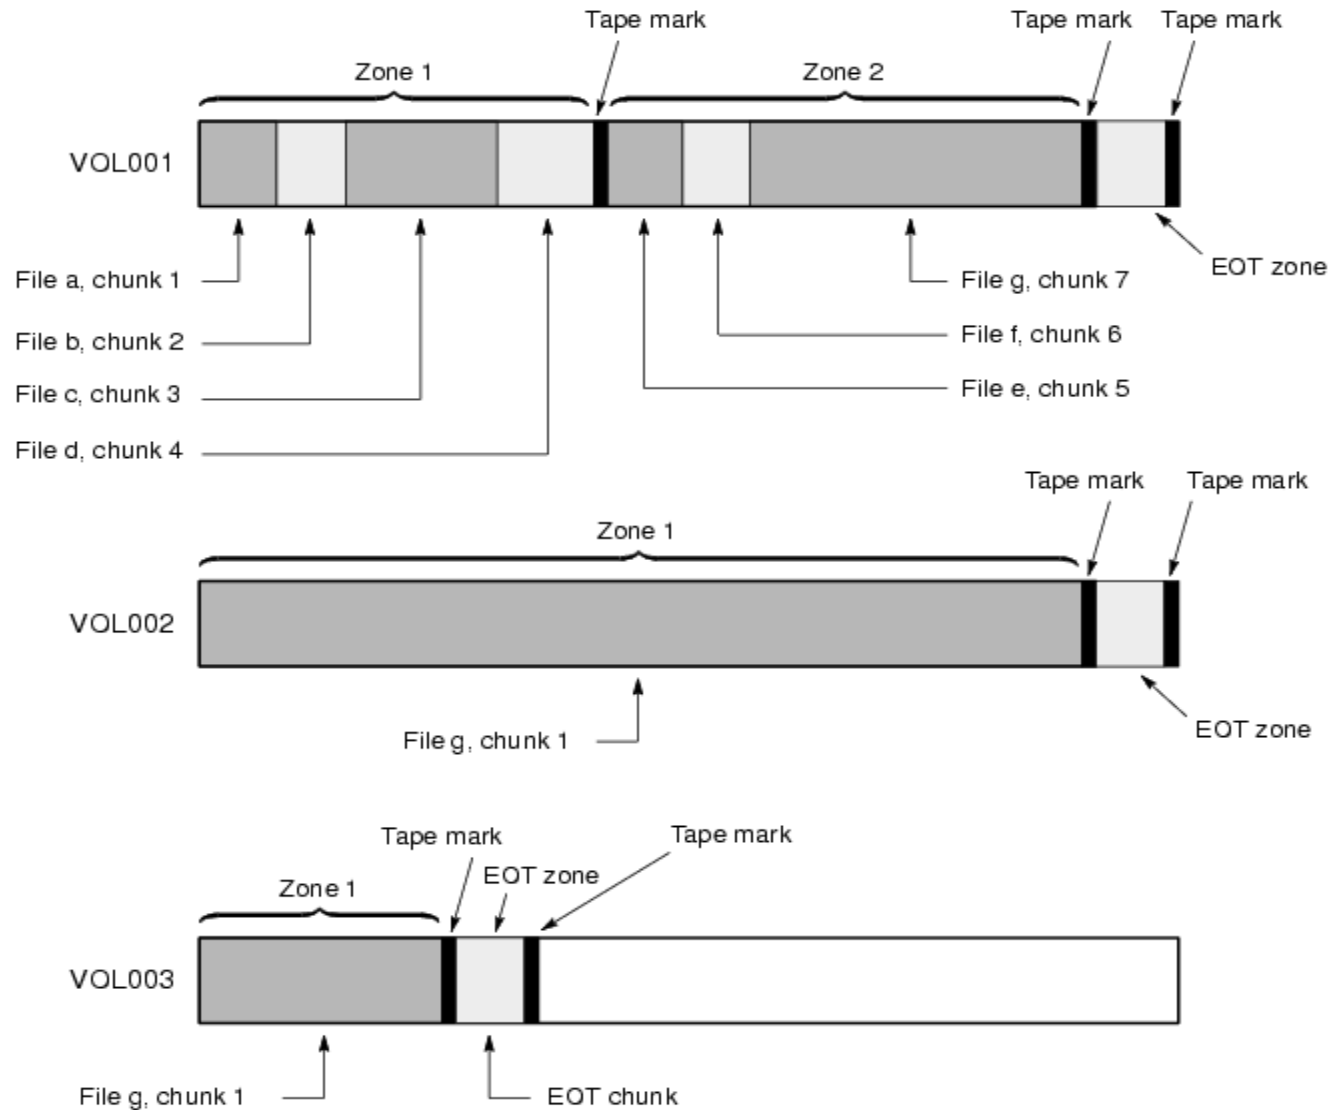 Tape mark
Tape mark
Tape mark
Zone 1
Zone 2
VOL001
File a, chunk 1
File g, chunk 7
EOT zone
File b, chunk 2
File f, chunk 6
File c, chunk 3
File e, chunk 5
File d, chunk 4
Tape mark
Tape mark
Zone 1
VOL002
File g, chunk 1
EOT zone
Tape mark
Tape mark
EOT zone
Zone 1
VOL003
File g, chunk 1
EOT chunk